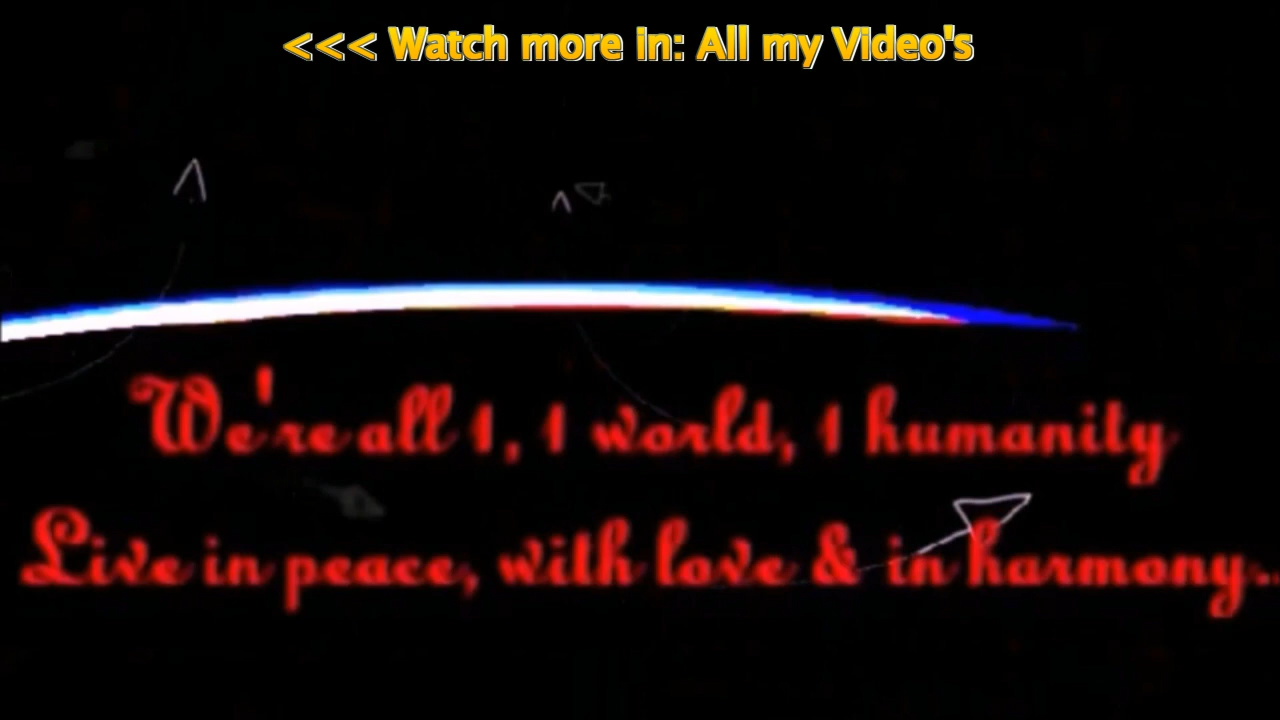 <<< Watch more in: All my Video's
We're all 1, 1 world, 1 humanity
Live in peace, with love & in harmony..